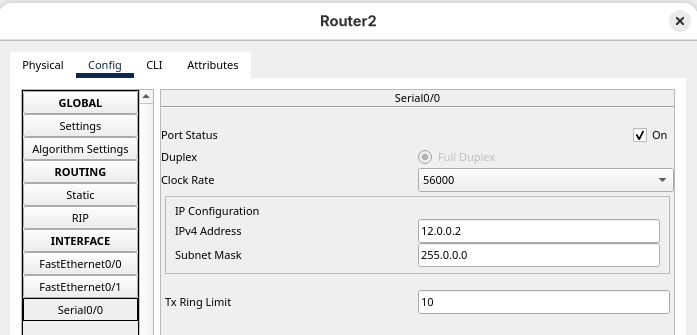 Router2
Physical Config CLI Attributes
GLOBAL
Settings
Algorithm Settings
ROUTING
Static
RIP
INTERFACE
FastEthernet0/0
FastEthernet0/1
Serial0/0
Serial0/0
Port Status On
Duplex Full Duplex
Clock Rate 56000
IP Configuration
IPv4 Address 12.0.0.2
Subnet Mask 255.0.0.0
Tx Ring Limit 10